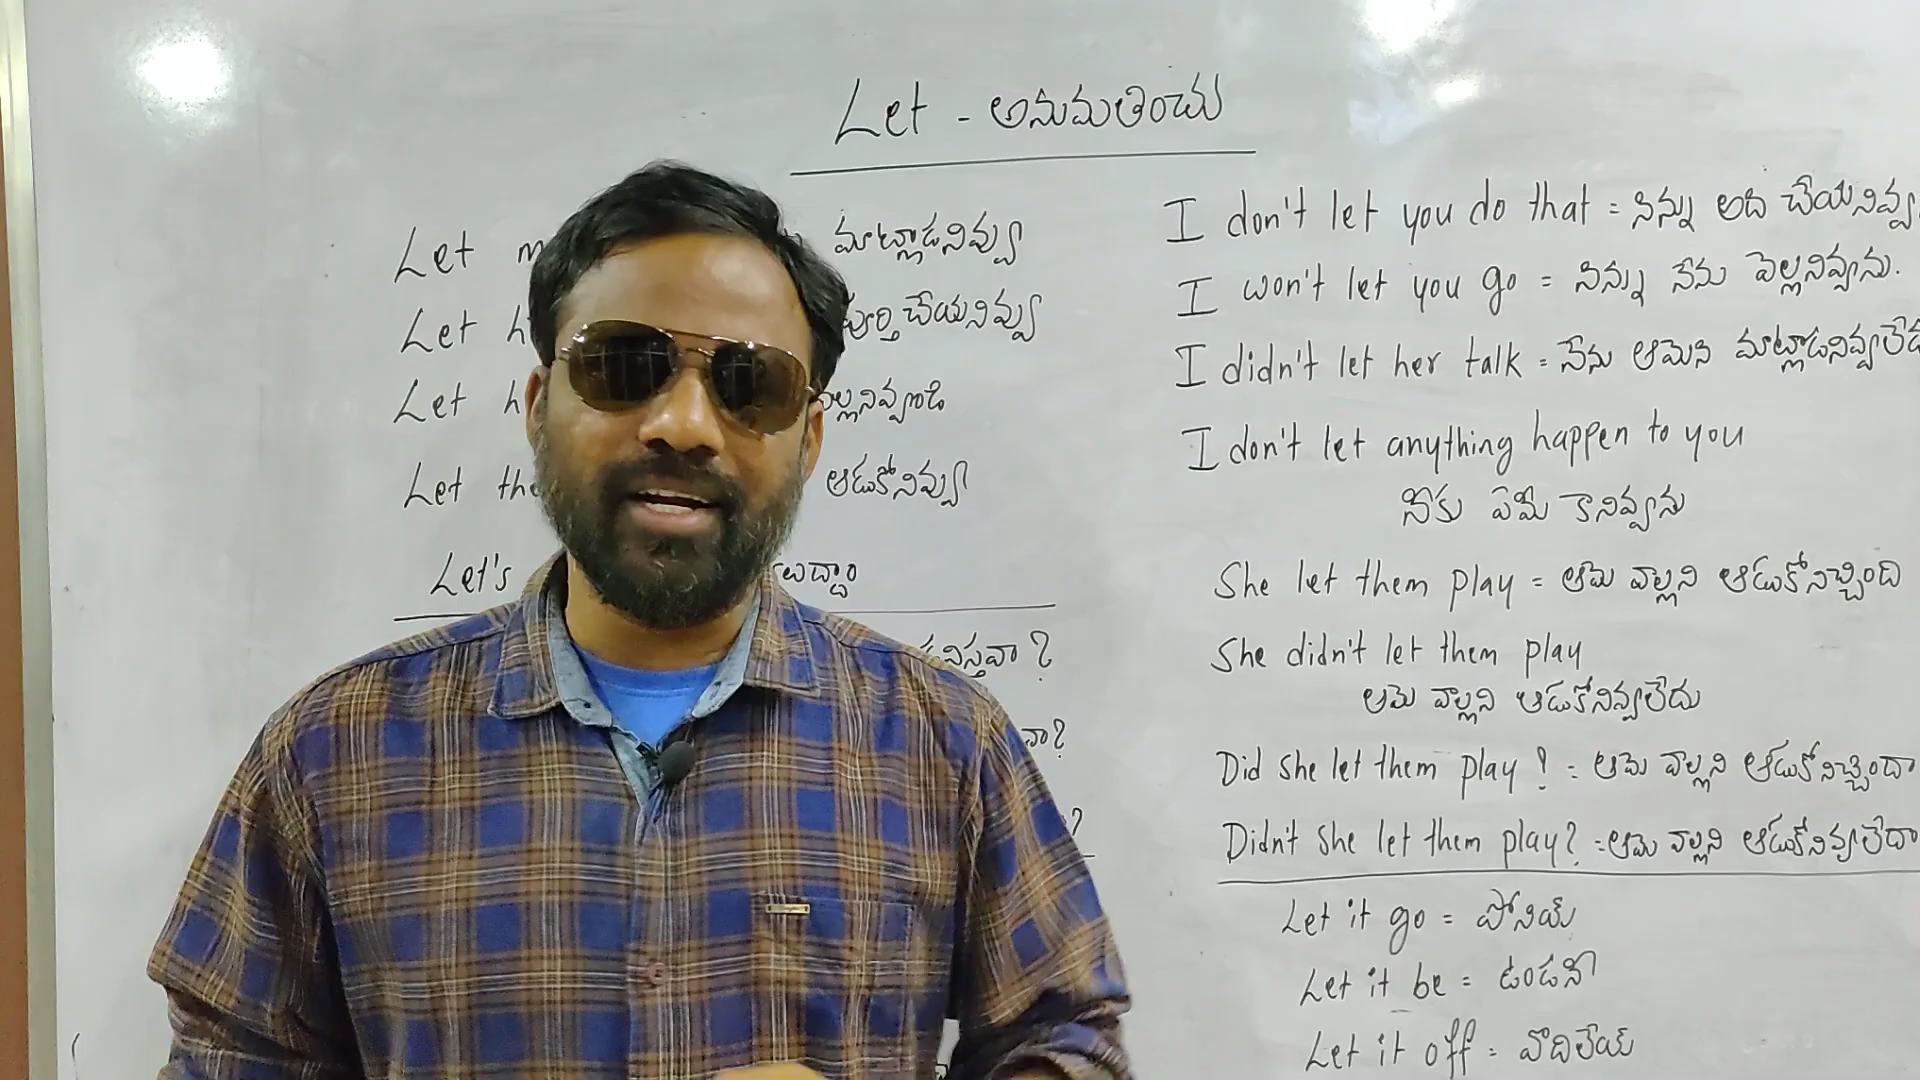 Let - అనుమతించు
Let మాట్లాడనివ్వు
Let పూర్తి చేయనివ్వు
Let
Let ఆడుకోనివ్వు
Let's
I don't let you do that = నిన్ను అది చేయనివ్వ
I won't let you go = నిన్ను నేను వెల్లనివ్వను.
I didn't let her talk = నేను ఆమెని మాట్లాడనివ్వలేదు
I don't let anything happen to you
నీకు ఏమీ కానివ్వను
She let them play = ఆమె వాల్లని ఆడుకోనిచ్చింది
She didn't let them play
ఆమె వాల్లని ఆడుకోనివ్వలేదు
Did she let them play ? = ఆమె వాల్లని ఆడుకోనిచ్చిందా
Didn't she let them play? = ఆమె వాల్లని ఆడుకోనివ్వలేదా
Let it go = పోనియ్
Let it be = ఉండనీ
Let it off = వొదిలేయ్